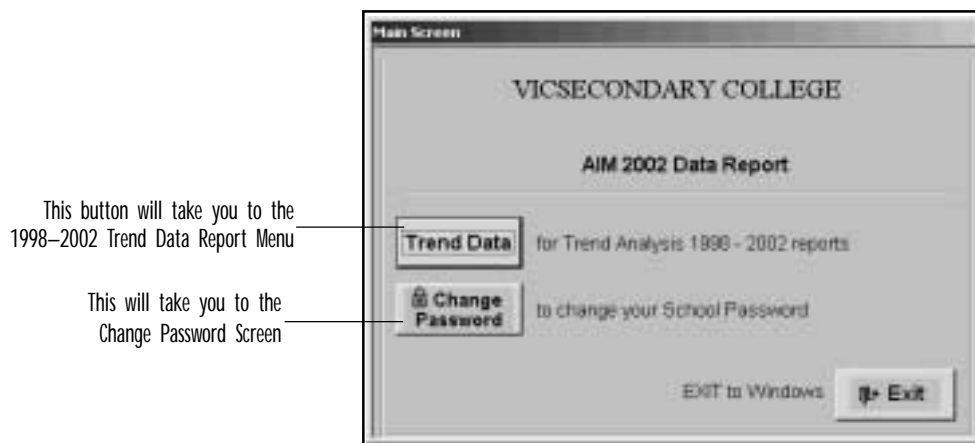 Main Screen
VICSECONDARY COLLEGE
AIM 2002 Data Report
This button will take you to the
1998–2002 Trend Data Report Menu
Trend Data
for Trend Analysis 1998 - 2002 reports
This will take you to the
Change Password Screen
Change
Password
to change your School Password
EXIT to Windows
Exit